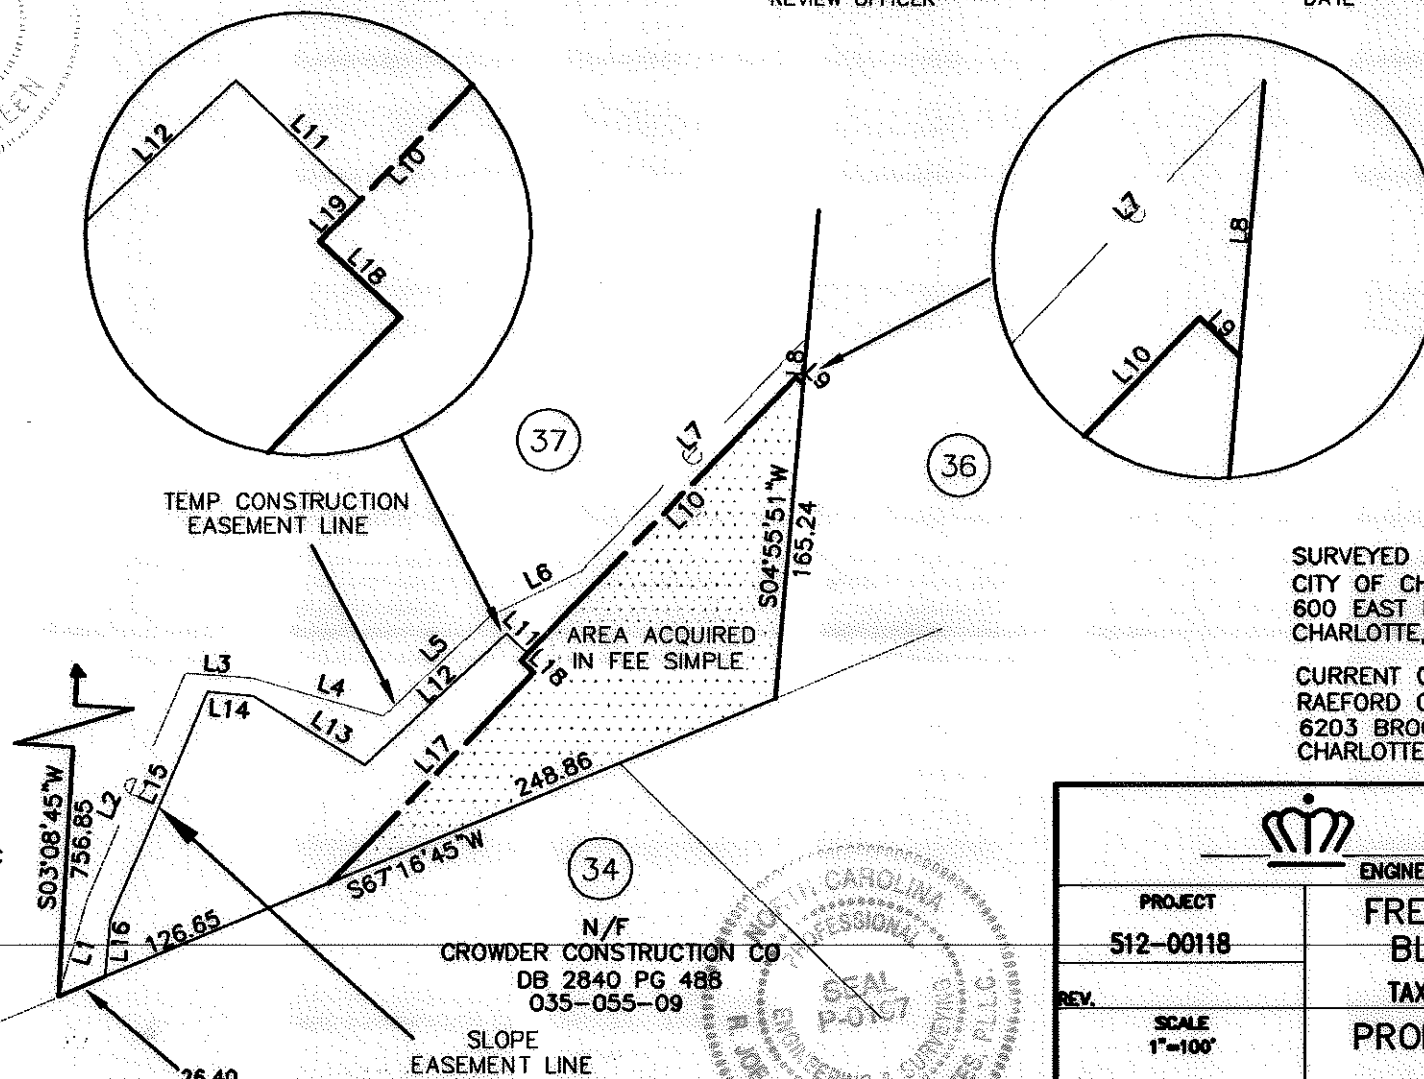 REVIEW OFFICER
DATE
L12
L11
L10
L19
L18
L7
L8
L9
L10
37
36
TEMP CONSTRUCTION
EASEMENT LINE
L8
L9
L7
L10
L6
L11
L5
L12
L18
L3
L4
L14
L13
L17
L15
L2
L1
L16
AREA ACQUIRED
IN FEE SIMPLE
S04°55'51"W
165.24
S03°08'45"W
756.85
248.86
S67°16'45"W
126.65
26.40
34
N/F
CROWDER CONSTRUCTION CO
DB 2840 PG 488
035-055-09
SLOPE
EASEMENT LINE
NORTH CAROLINA
PROFESSIONAL
SEAL
P-0107
SURVEYED
CITY OF CH
600 EAST
CHARLOTTE,
CURRENT O
RAEFORD C
6203 BROO
CHARLOTTE
ENGINE
PROJECT
512-00118
REV.
SCALE
1"=100'
FRE
BL
TAX
PRO